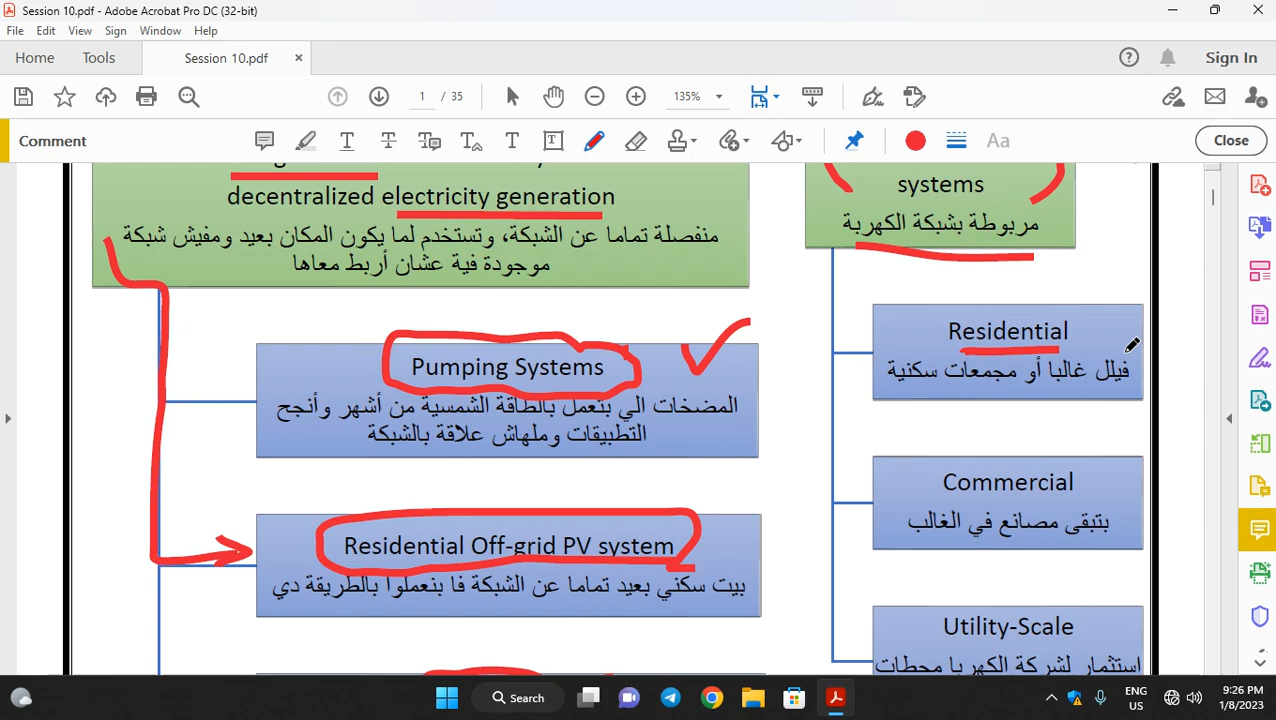 Session 10.pdf - Adobe Acrobat Pro DC (32-bit)
File Edit View Sign Window Help
Home Tools Session 10.pdf × Sign In
1 / 35 135%
Comment Close
decentralized electricity generation
منفصلة تماما عن الشبكة، وتستخدم لما يكون المكان بعيد ومفيش شبكة
موجودة فية عشان أربط معاها
systems
مربوطة بشبكة الكهربة
Pumping Systems
المضخات الي بتعمل بالطاقة الشمسية من أشهر وأنجح
التطبيقات وملهاش علاقة بالشبكة
Residential Off-grid PV system
بيت سكني بعيد تماما عن الشبكة فا بنعملوا بالطريقة دي
Residential
فيلل غالبا أو مجمعات سكنية
Commercial
بتبقى مصانع في الغالب
Utility-Scale
استثمار لشركة الكهربا محطات
Search
ENG
US
9:26 PM
1/8/2023